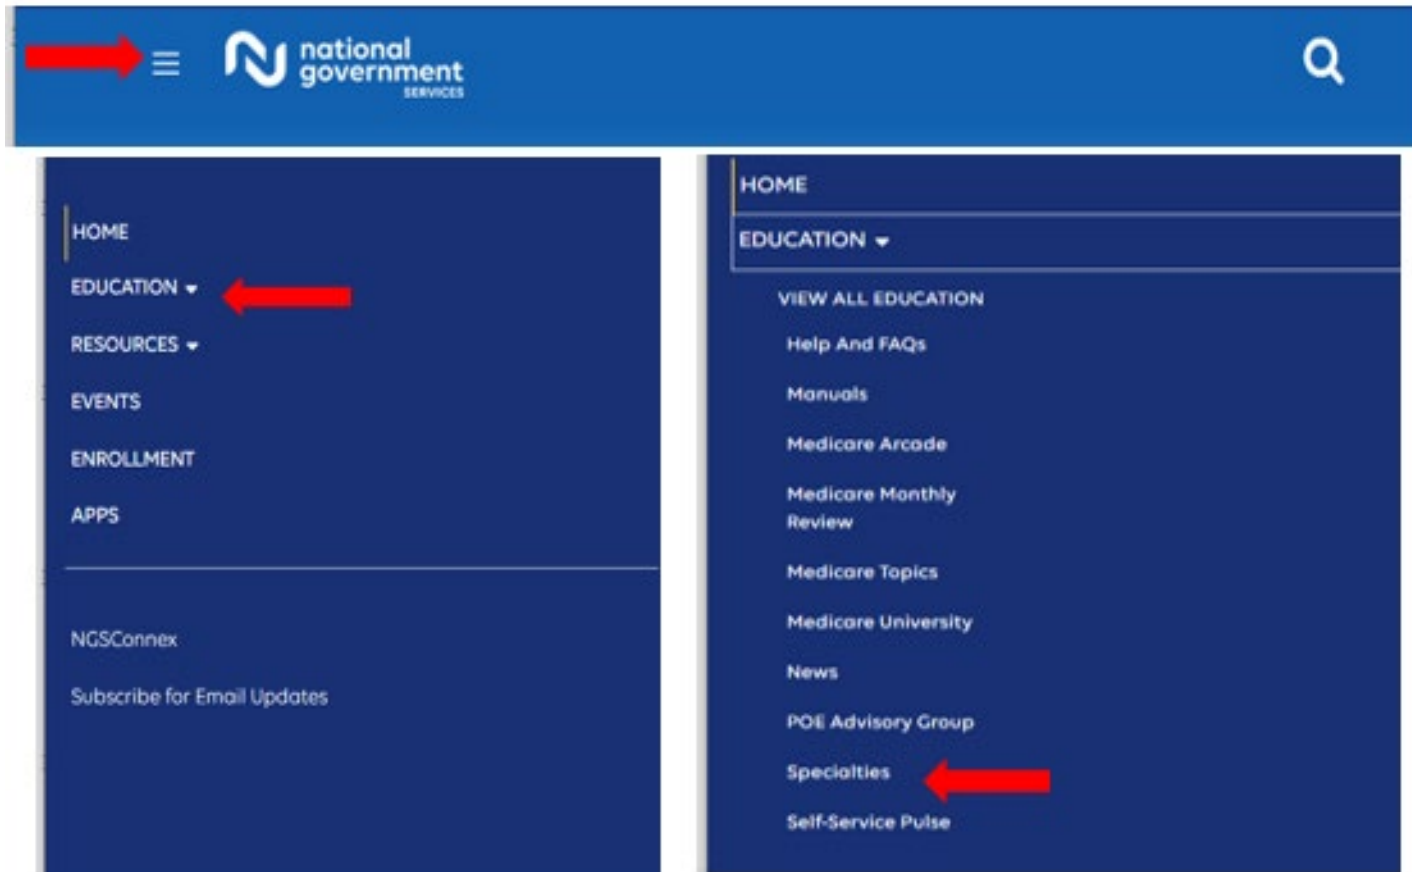 national
government
SERVICES
HOME
EDUCATION
RESOURCES
EVENTS
ENROLLMENT
APPS
NGSConnex
Subscribe for Email Updates
HOME
EDUCATION
VIEW ALL EDUCATION
Help And FAQs
Manuals
Medicare Arcade
Medicare Monthly
Review
Medicare Topics
Medicare University
News
POE Advisory Group
Specialties
Self-Service Pulse